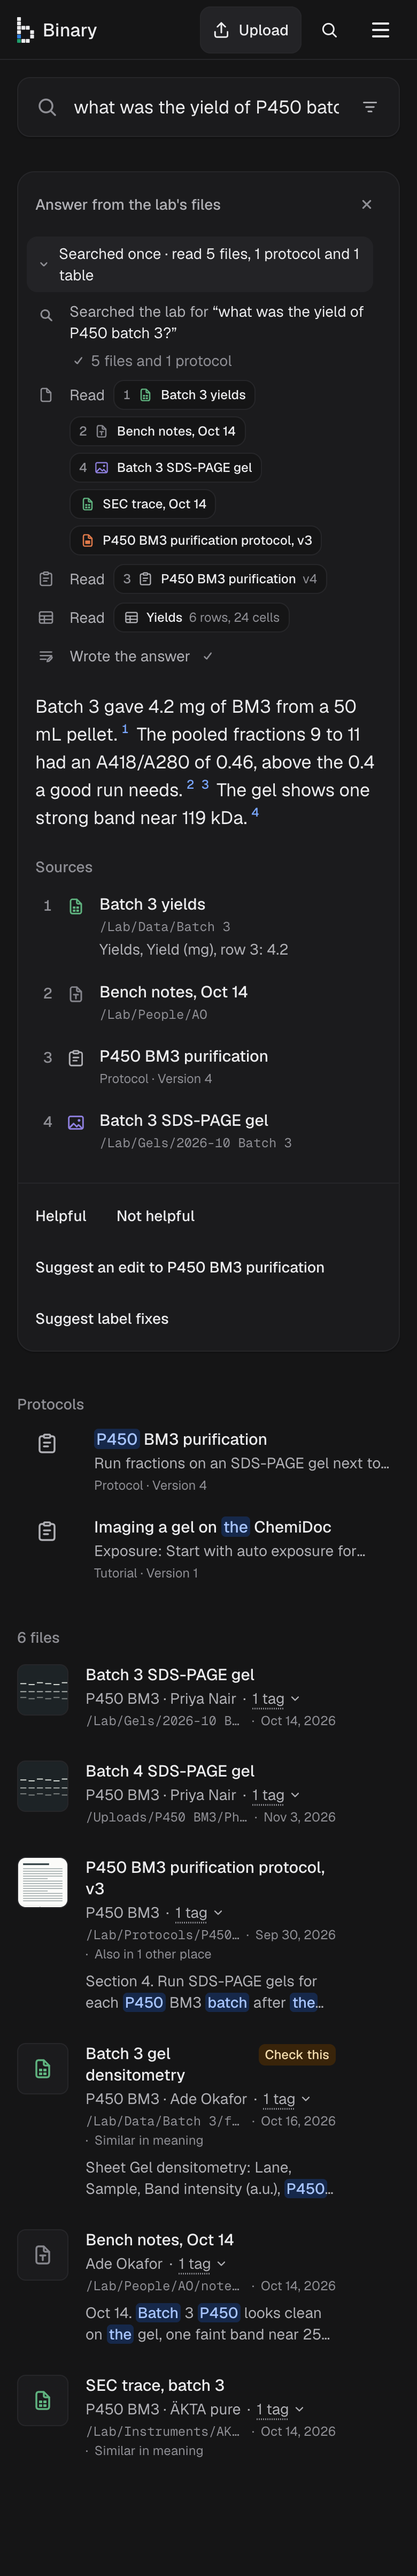 Binary
Upload
what was the yield of P450 batc
Answer from the lab's files
Searched once · read 5 files, 1 protocol and 1
table
Searched the lab for “what was the yield of
P450 batch 3?”
5 files and 1 protocol
Read 1 Batch 3 yields
2 Bench notes, Oct 14
4 Batch 3 SDS-PAGE gel
SEC trace, Oct 14
P450 BM3 purification protocol, v3
Read 3 P450 BM3 purification v4
Read Yields 6 rows, 24 cells
Wrote the answer
Batch 3 gave 4.2 mg of BM3 from a 50
mL pellet. 1 The pooled fractions 9 to 11
had an A418/A280 of 0.46, above the 0.4
a good run needs. 2 3 The gel shows one
strong band near 119 kDa. 4
Sources
1 Batch 3 yields
/Lab/Data/Batch 3
Yields, Yield (mg), row 3: 4.2
2 Bench notes, Oct 14
/Lab/People/AO
3 P450 BM3 purification
Protocol · Version 4
4 Batch 3 SDS-PAGE gel
/Lab/Gels/2026-10 Batch 3
Helpful Not helpful
Suggest an edit to P450 BM3 purification
Suggest label fixes
Protocols
P450 BM3 purification
Run fractions on an SDS-PAGE gel next to...
Protocol · Version 4
Imaging a gel on the ChemiDoc
Exposure: Start with auto exposure for...
Tutorial · Version 1
6 files
Batch 3 SDS-PAGE gel
P450 BM3 · Priya Nair · 1 tag
/Lab/Gels/2026-10 B… · Oct 14, 2026
Batch 4 SDS-PAGE gel
P450 BM3 · Priya Nair · 1 tag
/Uploads/P450 BM3/Ph… · Nov 3, 2026
P450 BM3 purification protocol,
v3
P450 BM3 · 1 tag
/Lab/Protocols/P450… · Sep 30, 2026
· Also in 1 other place
Section 4. Run SDS-PAGE gels for
each P450 BM3 batch after the…
Batch 3 gel
densitometry
Check this
P450 BM3 · Ade Okafor · 1 tag
/Lab/Data/Batch 3/f… · Oct 16, 2026
· Similar in meaning
Sheet Gel densitometry: Lane,
Sample, Band intensity (a.u.), P450…
Bench notes, Oct 14
Ade Okafor · 1 tag
/Lab/People/AO/note… · Oct 14, 2026
Oct 14. Batch 3 P450 looks clean
on the gel, one faint band near 25…
SEC trace, batch 3
P450 BM3 · ÄKTA pure · 1 tag
/Lab/Instruments/AK… · Oct 14, 2026
· Similar in meaning